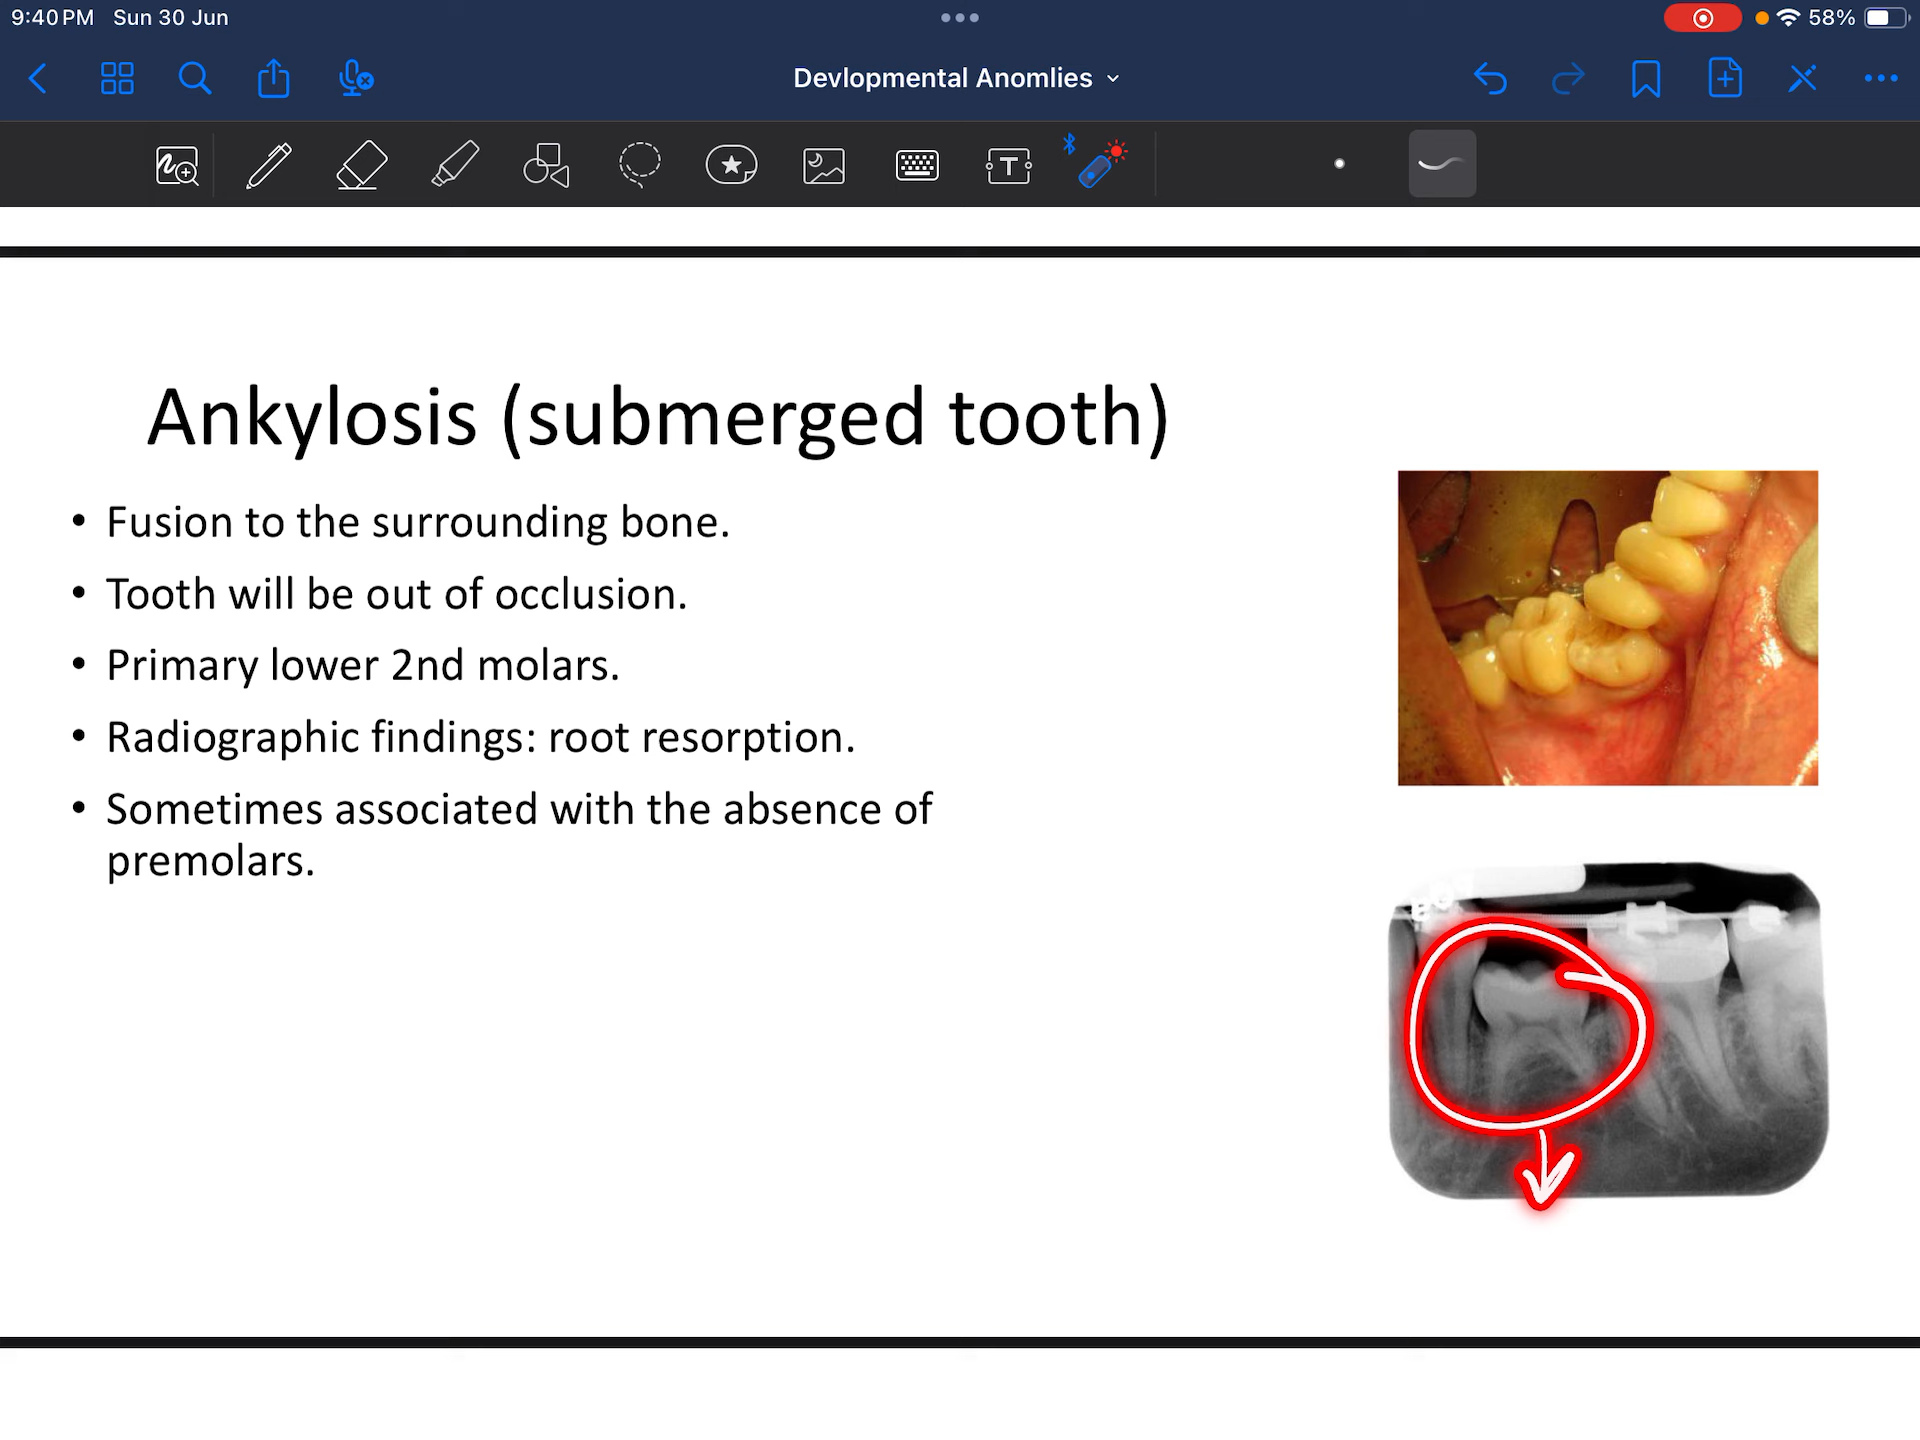 9:40 PM Sun 30 Jun
58%
Devlopmental Anomlies
T
Ankylosis (submerged tooth)
• Fusion to the surrounding bone.
• Tooth will be out of occlusion.
• Primary lower 2nd molars.
• Radiographic findings: root resorption.
• Sometimes associated with the absence of
premolars.